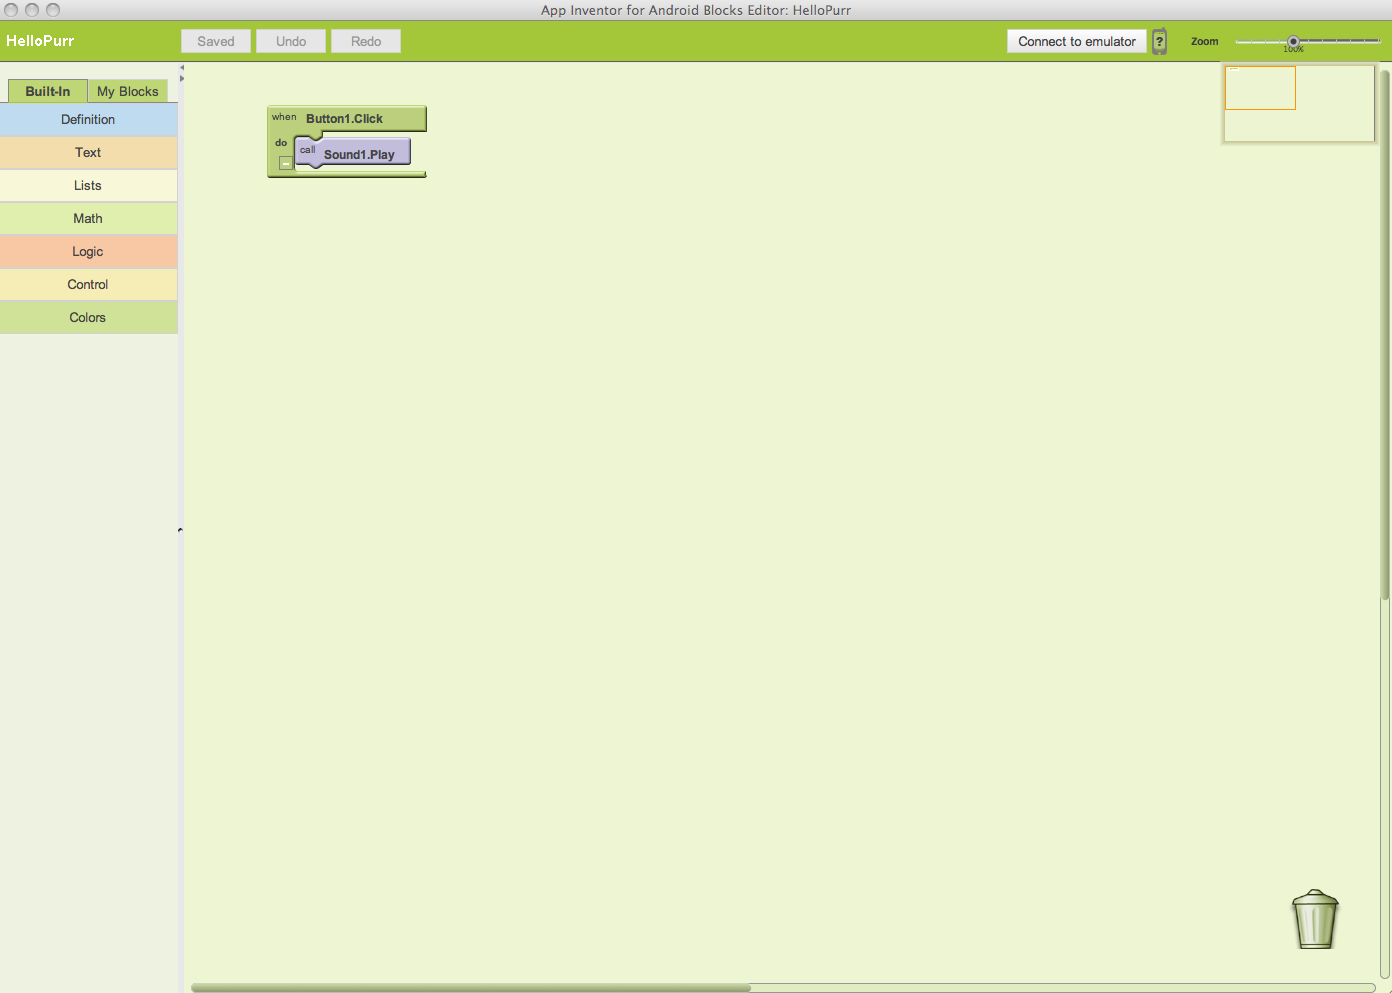 App Inventor for Android Blocks Editor: HelloPurr
HelloPurr
Saved
Undo
Redo
Connect to emulator
?
Zoom
100%
Built-In
My Blocks
Definition
Text
Lists
Math
Logic
Control
Colors
when Button1.Click
do
call Sound1.Play